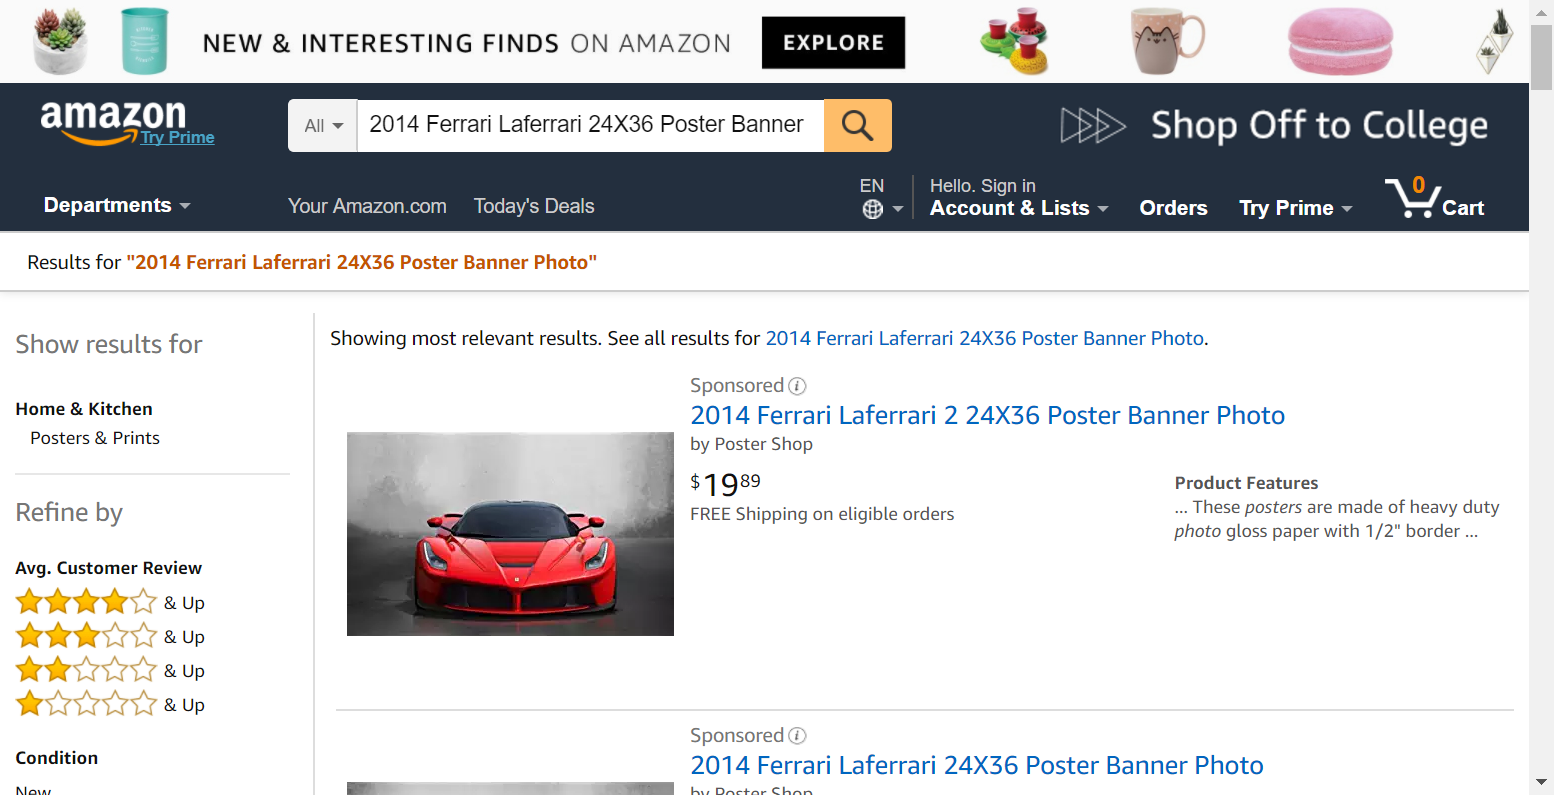 NEW & INTERESTING FINDS ON AMAZON EXPLORE
amazon
Try Prime
All
2014 Ferrari Laferrari 24X36 Poster Banner
Shop Off to College
Departments
Your Amazon.com
Today's Deals
EN
Hello. Sign in
Account & Lists
Orders
Try Prime
0
Cart
Results for "2014 Ferrari Laferrari 24X36 Poster Banner Photo"
Show results for
Home & Kitchen
Posters & Prints
Refine by
Avg. Customer Review
& Up
& Up
& Up
& Up
Condition
New
Showing most relevant results. See all results for 2014 Ferrari Laferrari 24X36 Poster Banner Photo.
Sponsored
2014 Ferrari Laferrari 2 24X36 Poster Banner Photo
by Poster Shop
$19 89
FREE Shipping on eligible orders
Product Features
... These posters are made of heavy duty
photo gloss paper with 1/2" border ...
Sponsored
2014 Ferrari Laferrari 24X36 Poster Banner Photo
by Poster Shop